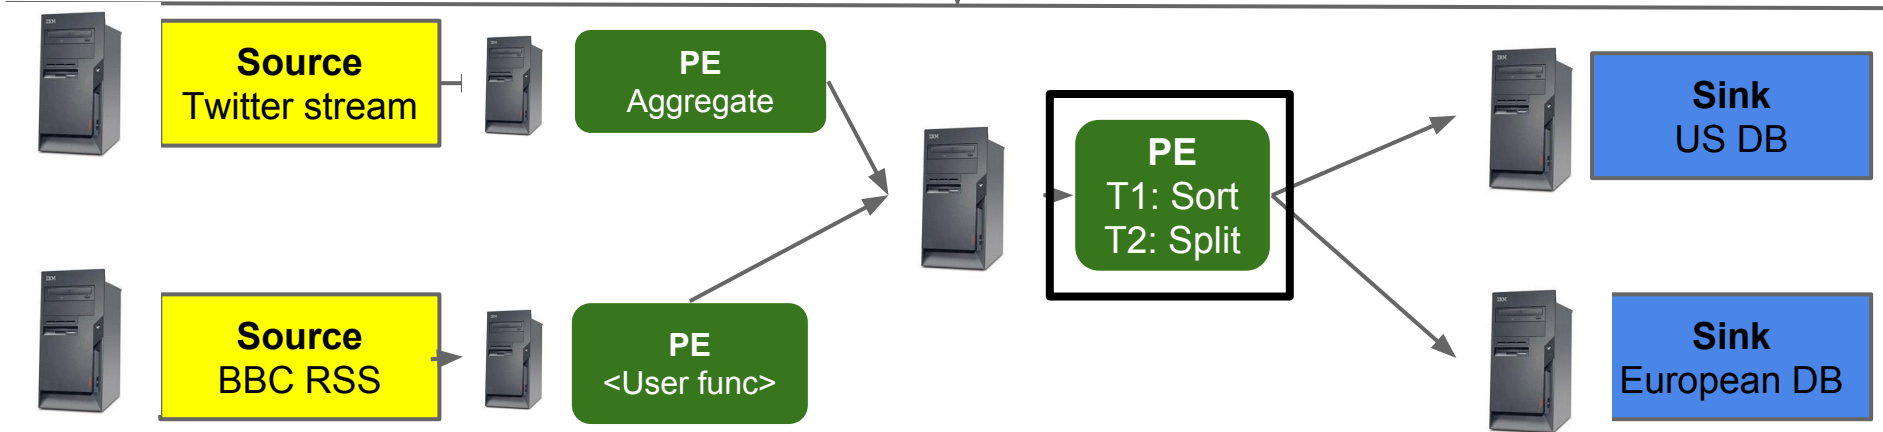 Source
Twitter stream
PE
Aggregate
PE
T1: Sort
T2: Split
Sink
US DB
Source
BBC RSS
PE
<User func>
Sink
European DB